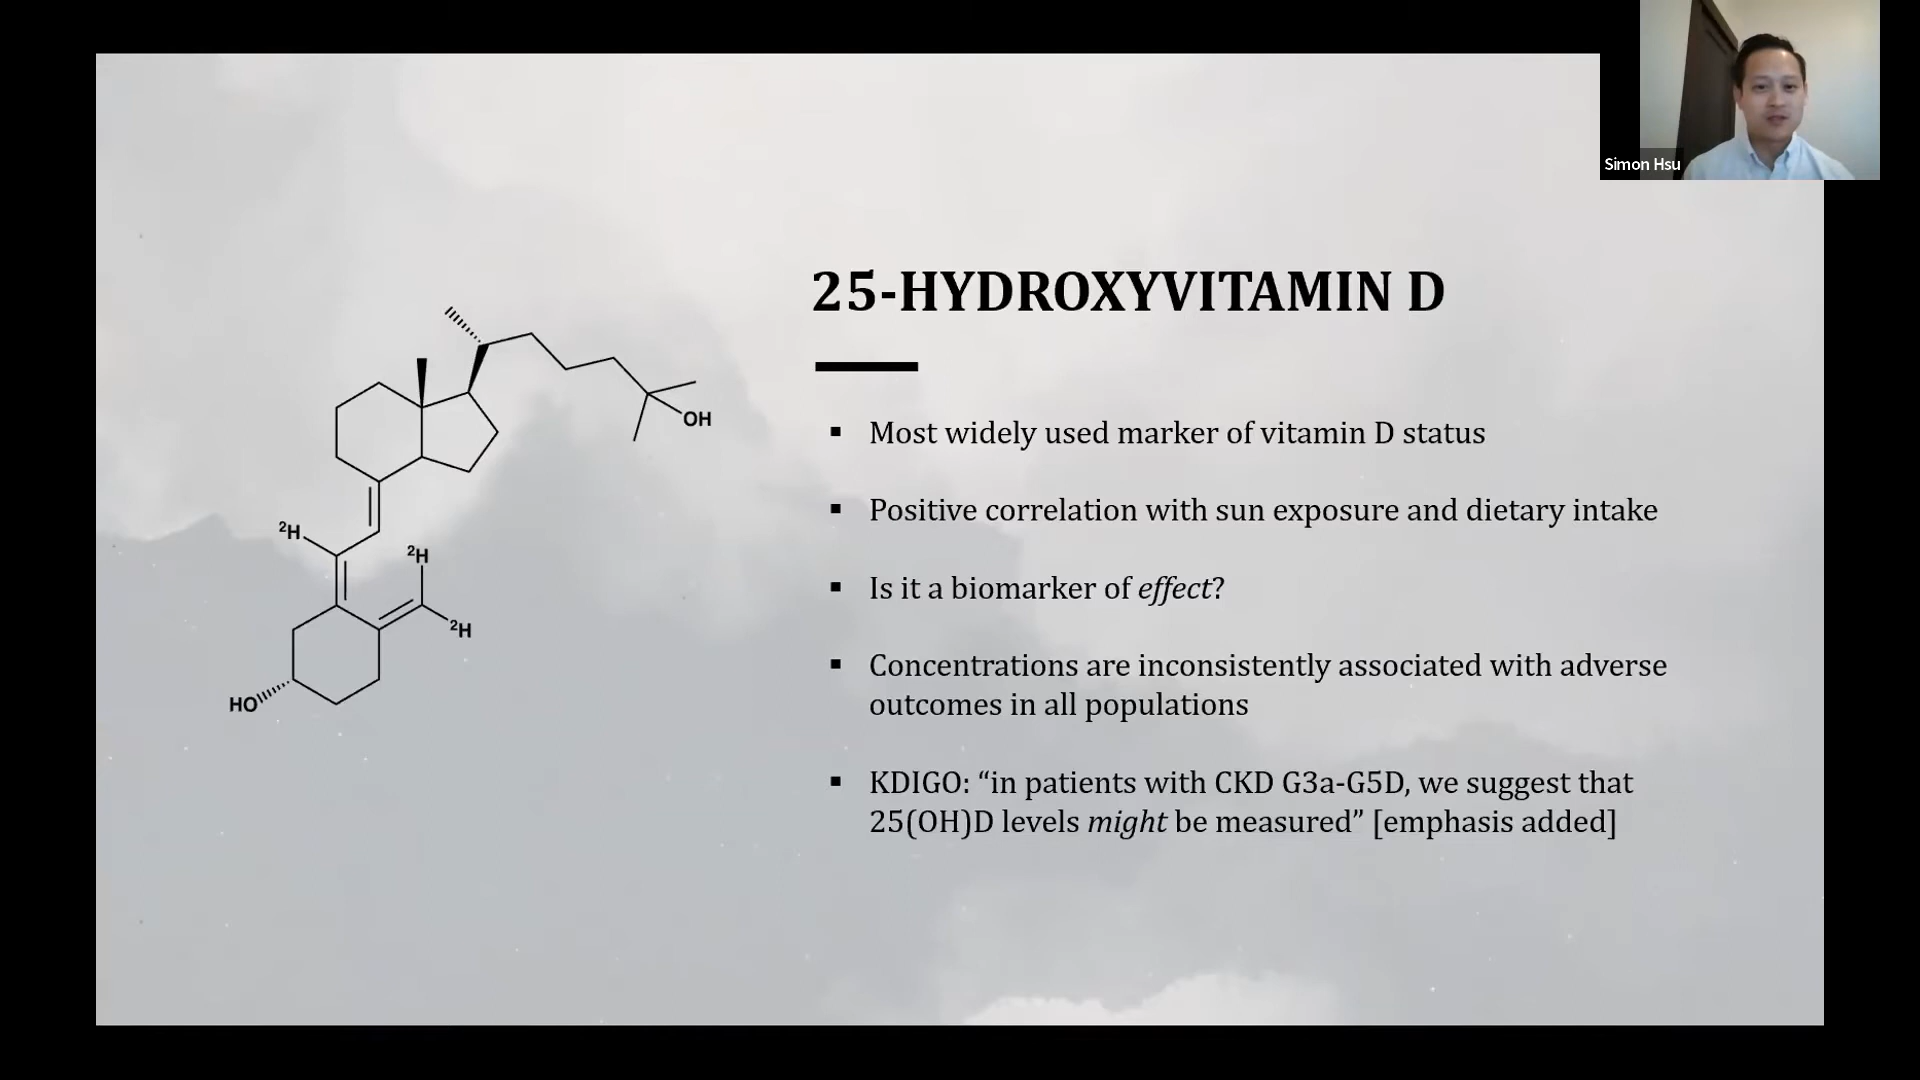 Simon Hsu
25-HYDROXYVITAMIN D
▪ Most widely used marker of vitamin D status
▪ Positive correlation with sun exposure and dietary intake
▪ Is it a biomarker of effect?
▪ Concentrations are inconsistently associated with adverse
outcomes in all populations
▪ KDIGO: “in patients with CKD G3a-G5D, we suggest that
25(OH)D levels might be measured” [emphasis added]
OH
²H
²H
²H
HO